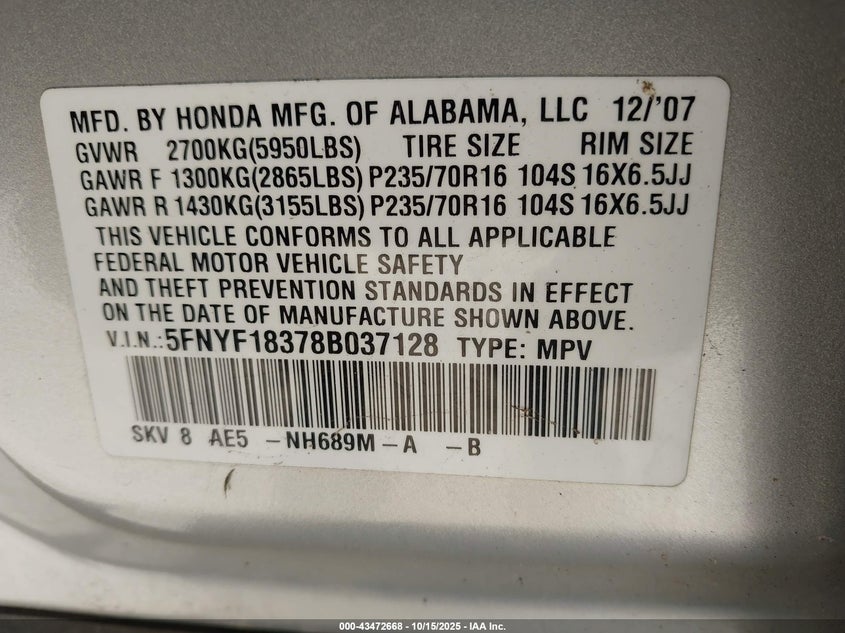 MFD. BY HONDA MFG. OF ALABAMA, LLC 12/'07
GVWR 2700KG(5950LBS) TIRE SIZE RIM SIZE
GAWR F 1300KG(2865LBS) P235/70R16 104S 16X6.5JJ
GAWR R 1430KG(3155LBS) P235/70R16 104S 16X6.5JJ
THIS VEHICLE CONFORMS TO ALL APPLICABLE
FEDERAL MOTOR VEHICLE SAFETY
AND THEFT PREVENTION STANDARDS IN EFFECT
ON THE DATE OF MANUFACTURE SHOWN ABOVE.
V.I.N.:5FNYF18378B037128 TYPE: MPV
SKV 8 AE5 -NH689M-A -B
000-43472668 - 10/15/2025 - IAA Inc.